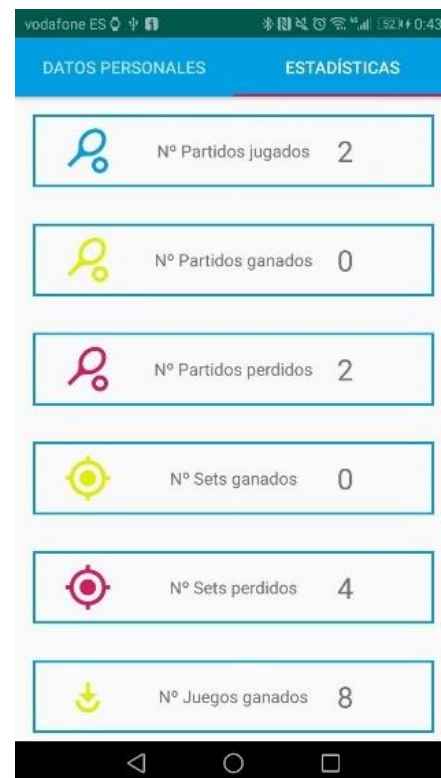 vodafone ES 52 0:43
DATOS PERSONALES ESTADÍSTICAS
Nº Partidos jugados 2
Nº Partidos ganados 0
Nº Partidos perdidos 2
Nº Sets ganados 0
Nº Sets perdidos 4
Nº Juegos ganados 8